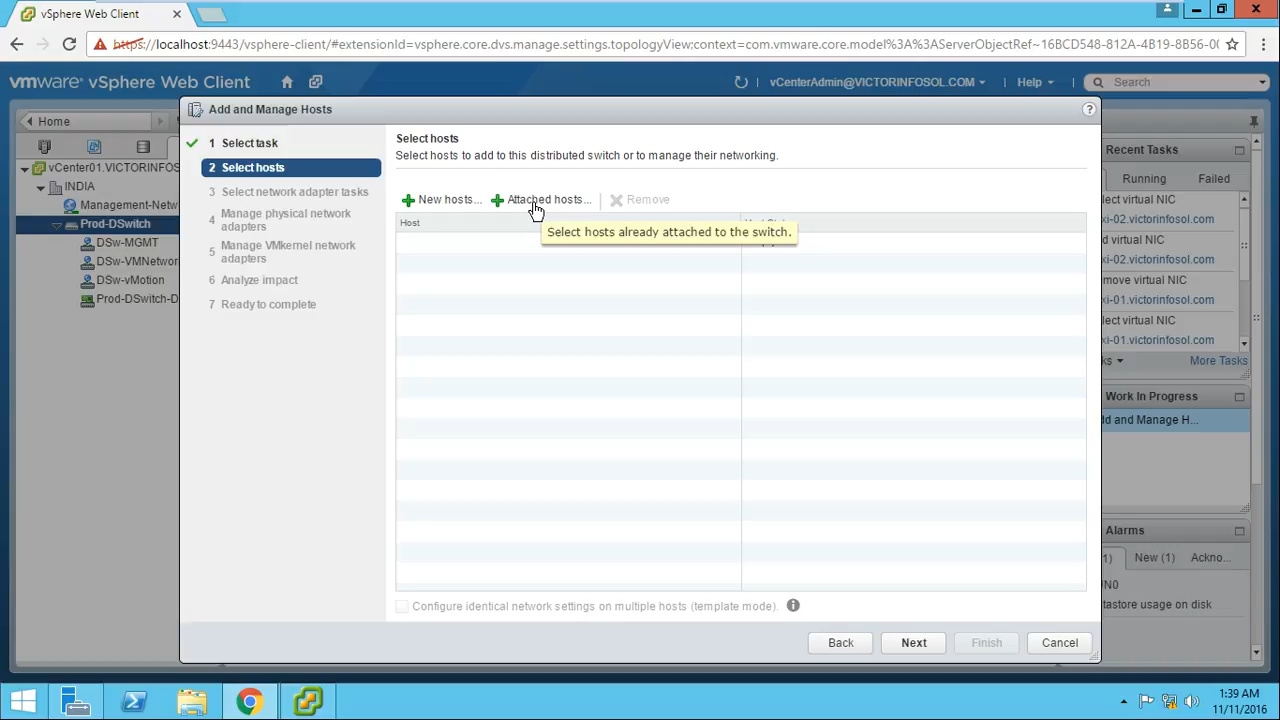 vSphere Web Client
https://localhost:9443/vsphere-client/#extensionId=vsphere.core.dvs.manage.settings.topologyView:context=com.vmware.core.model%3A%3AServerObjectRef~16BCD548-812A-4B19-8B56-00
vmware vSphere Web Client
vCenterAdmin@VICTORINFOSOL.COM
Help
Search
Home
vCenter01.VICTORINFOS
INDIA
Management-Netw
Prod-DSwitch
DSw-MGMT
DSw-VMNetwor
DSw-vMotion
Prod-DSwitch-D
Add and Manage Hosts
?
1 Select task
2 Select hosts
3 Select network adapter tasks
4 Manage physical network
adapters
5 Manage VMkernel network
adapters
6 Analyze impact
7 Ready to complete
Select hosts
Select hosts to add to this distributed switch or to manage their networking.
New hosts...
Attached hosts...
Remove
Host
Select hosts already attached to the switch.
Configure identical network settings on multiple hosts (template mode).
Back
Next
Finish
Cancel
Recent Tasks
Running
Failed
lect virtual NIC
xi-02.victorinfosol.com
d virtual NIC
xi-02.victorinfosol.com
move virtual NIC
xi-01.victorinfosol.com
lect virtual NIC
xi-01.victorinfosol.com
ks
More Tasks
Work In Progress
dd and Manage H...
Alarms
1)
New (1)
Ackno...
UN0
tastore usage on disk
1:39 AM
11/11/2016